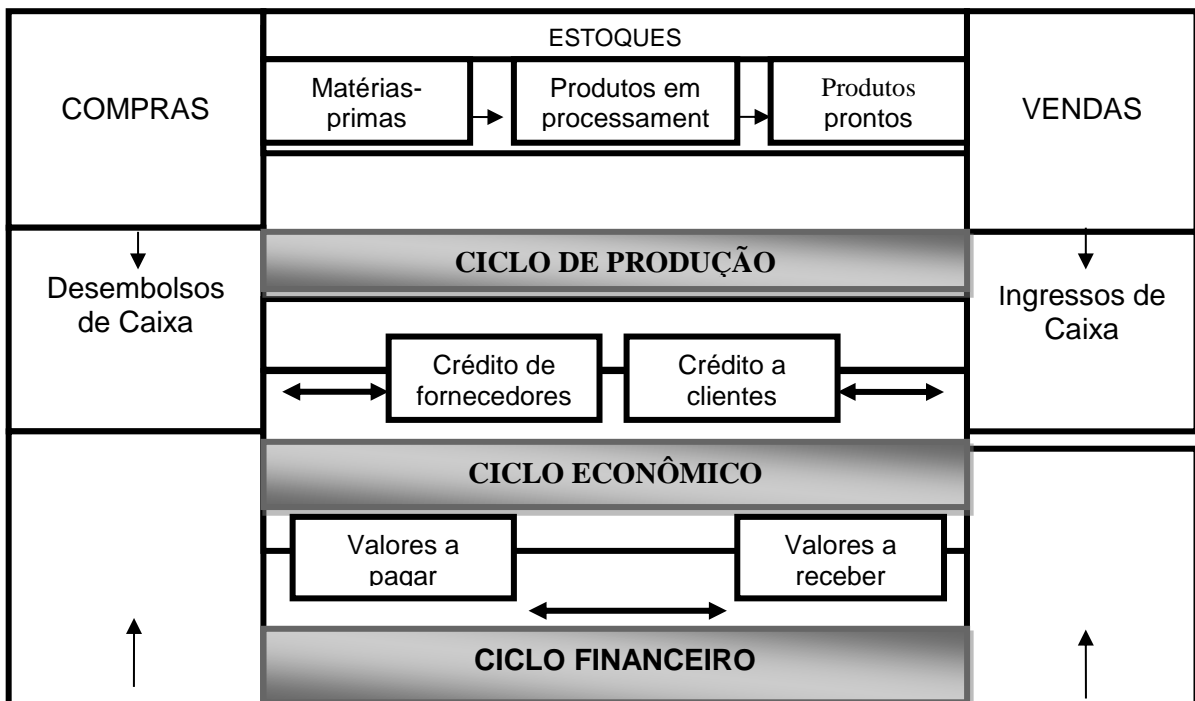 ESTOQUES
COMPRAS
Matérias-
primas
Produtos em
processament
Produtos
prontos
VENDAS
CICLO DE PRODUÇÃO
Desembolsos
de Caixa
Ingressos de
Caixa
Crédito de
fornecedores
Crédito a
clientes
CICLO ECONÔMICO
Valores a
pagar
Valores a
receber
CICLO FINANCEIRO